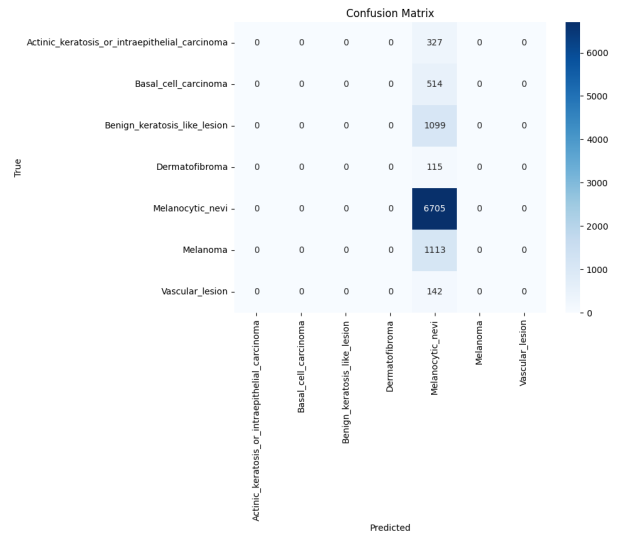 Confusion Matrix
Actinic_keratosis_or_intraepithelial_carcinoma 0 0 0 0 327 0 0
Basal_cell_carcinoma 0 0 0 0 514 0 0
Benign_keratosis_like_lesion 0 0 0 0 1099 0 0
Dermatofibroma 0 0 0 0 115 0 0
Melanocytic_nevi 0 0 0 0 6705 0 0
Melanoma 0 0 0 0 1113 0 0
Vascular_lesion 0 0 0 0 142 0 0
True
Actinic_keratosis_or_intraepithelial_carcinoma
Basal_cell_carcinoma
Benign_keratosis_like_lesion
Dermatofibroma
Melanocytic_nevi
Melanoma
Vascular_lesion
Predicted
6000
5000
4000
3000
2000
1000
0